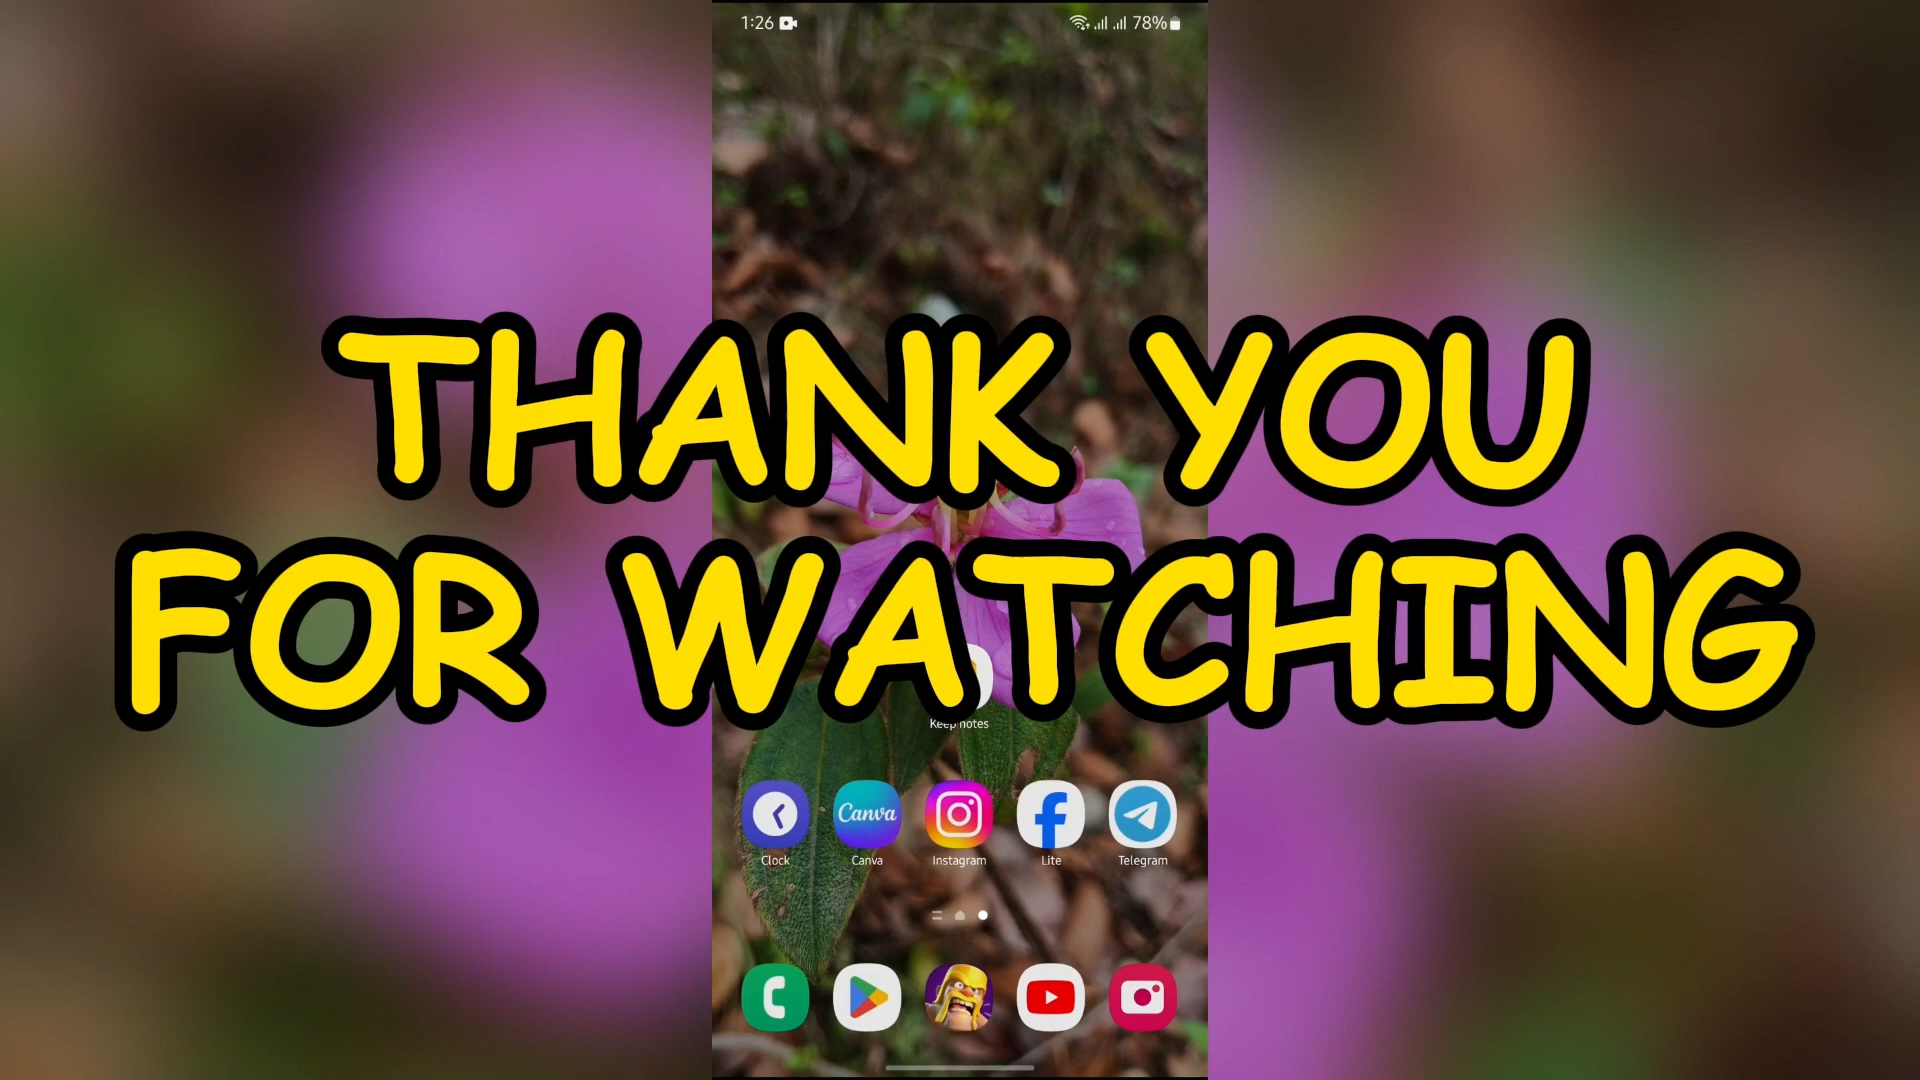 1:26 78%
THANK YOU
FOR WATCHING
Keep notes
Canva
Clock Canva Instagram Lite Telegram